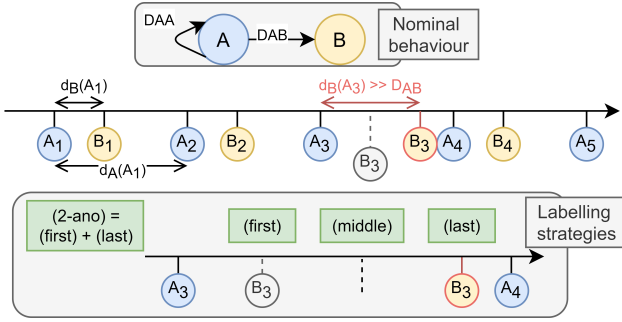 DAA
A
DAB
B
Nominal
behaviour
dB(A1)
dB(A3) >> DAB
A1
B1
A2
B2
A3
B3
B3
A4
B4
A5
dA(A1)
(2-ano) =
(first) + (last)
(first)
(middle)
(last)
Labelling
strategies
A3
B3
B3
A4